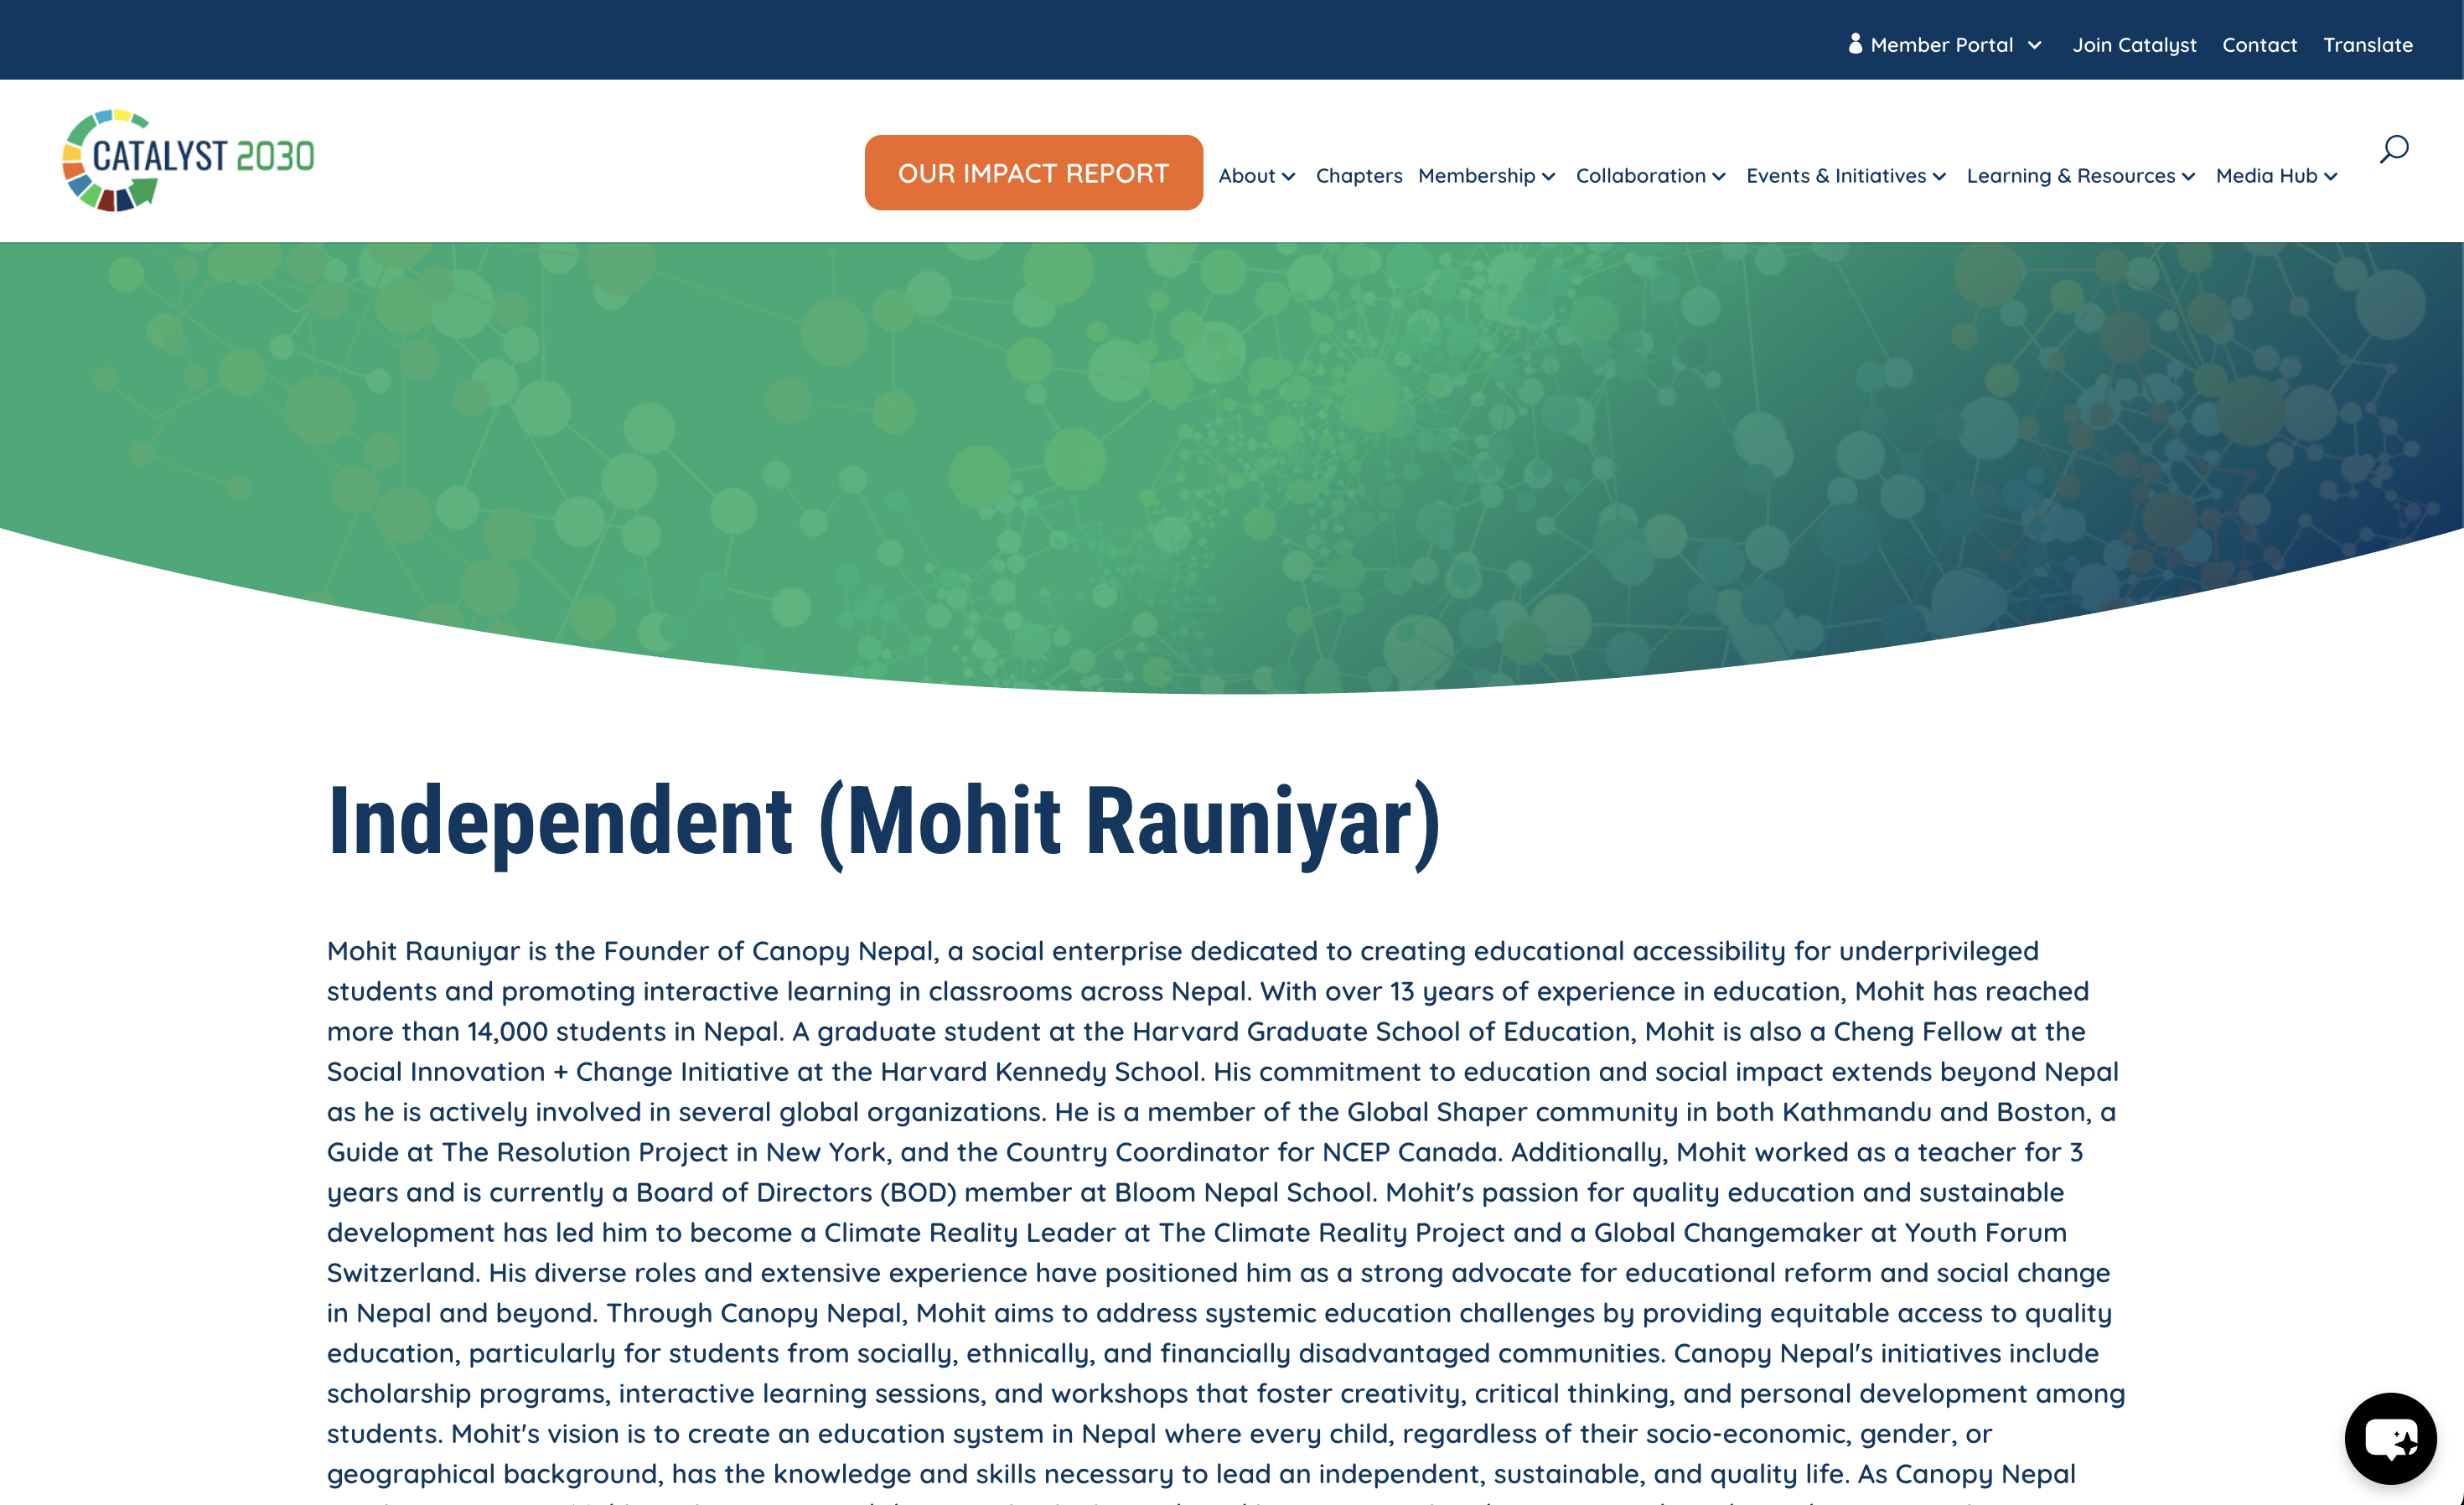 Member Portal Join Catalyst Contact Translate
CATALYST 2030
OUR IMPACT REPORT About Chapters Membership Collaboration Events & Initiatives Learning & Resources Media Hub
Independent (Mohit Rauniyar)
Mohit Rauniyar is the Founder of Canopy Nepal, a social enterprise dedicated to creating educational accessibility for underprivileged
students and promoting interactive learning in classrooms across Nepal. With over 13 years of experience in education, Mohit has reached
more than 14,000 students in Nepal. A graduate student at the Harvard Graduate School of Education, Mohit is also a Cheng Fellow at the
Social Innovation + Change Initiative at the Harvard Kennedy School. His commitment to education and social impact extends beyond Nepal
as he is actively involved in several global organizations. He is a member of the Global Shaper community in both Kathmandu and Boston, a
Guide at The Resolution Project in New York, and the Country Coordinator for NCEP Canada. Additionally, Mohit worked as a teacher for 3
years and is currently a Board of Directors (BOD) member at Bloom Nepal School. Mohit's passion for quality education and sustainable
development has led him to become a Climate Reality Leader at The Climate Reality Project and a Global Changemaker at Youth Forum
Switzerland. His diverse roles and extensive experience have positioned him as a strong advocate for educational reform and social change
in Nepal and beyond. Through Canopy Nepal, Mohit aims to address systemic education challenges by providing equitable access to quality
education, particularly for students from socially, ethnically, and financially disadvantaged communities. Canopy Nepal's initiatives include
scholarship programs, interactive learning sessions, and workshops that foster creativity, critical thinking, and personal development among
students. Mohit's vision is to create an education system in Nepal where every child, regardless of their socio-economic, gender, or
geographical background, has the knowledge and skills necessary to lead an independent, sustainable, and quality life. As Canopy Nepal